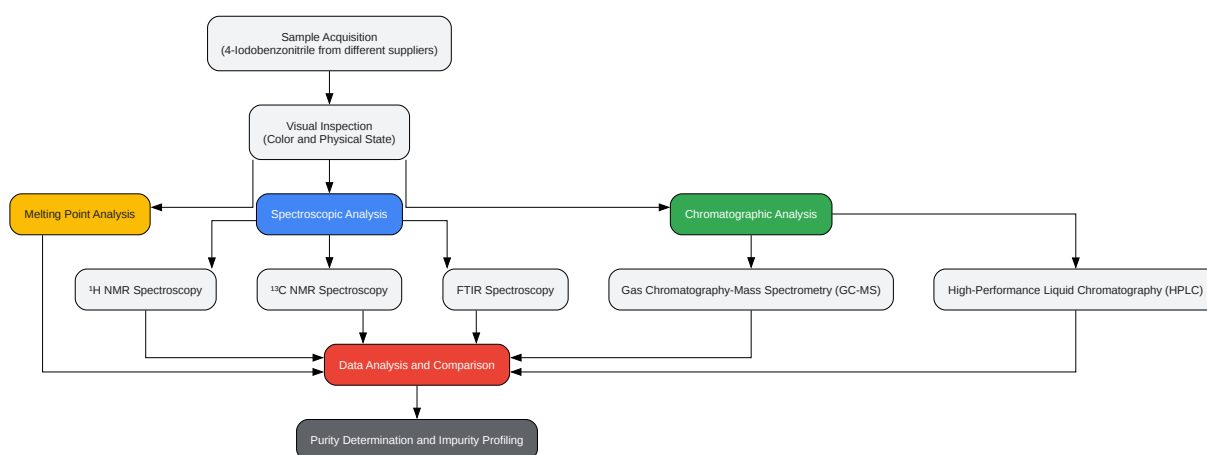 Sample Acquisition
(4-Iodobenzonitrile from different suppliers)
Visual Inspection
(Color and Physical State)
Melting Point Analysis
Spectroscopic Analysis
Chromatographic Analysis
¹H NMR Spectroscopy
¹³C NMR Spectroscopy
FTIR Spectroscopy
Gas Chromatography-Mass Spectrometry (GC-MS)
High-Performance Liquid Chromatography (HPLC)
Data Analysis and Comparison
Purity Determination and Impurity Profiling